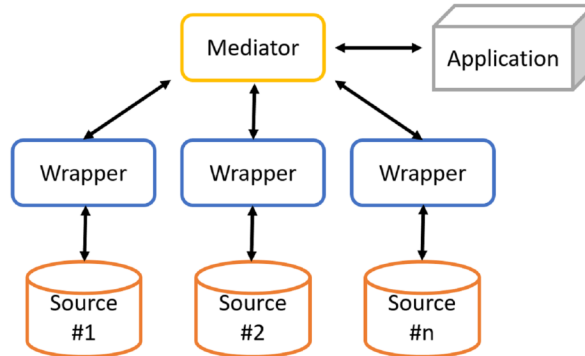 Mediator
Application
Wrapper
Wrapper
Wrapper
Source
#1
Source
#2
Source
#n